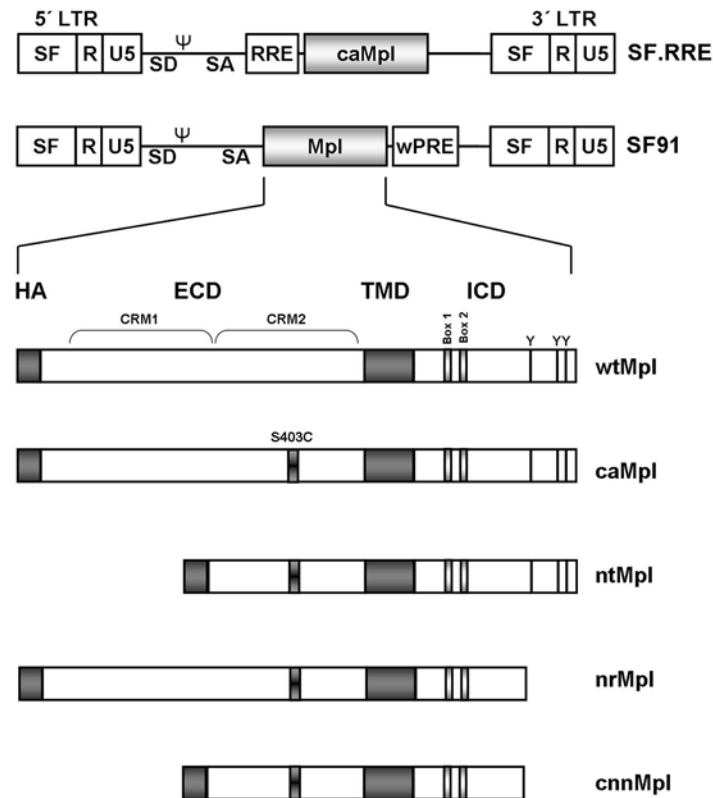 5´ LTR 3´ LTR
SF R U5 Ψ SD SA RRE caMpl SF R U5 SF.RRE
SF R U5 Ψ SD SA Mpl wPRE SF R U5 SF91
HA ECD TMD ICD
CRM1 CRM2 Box 1 Box 2 Y Y Y
wtMpl
S403C
caMpl
ntMpl
nrMpl
cnnMpl